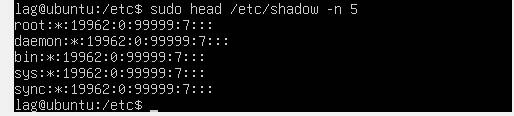 lag@ubuntu:/etc$ sudo head /etc/shadow -n 5
root:*:19962:0:99999:7:::
daemon:*:19962:0:99999:7:::
bin:*:19962:0:99999:7:::
sys:*:19962:0:99999:7:::
sync:*:19962:0:99999:7:::
lag@ubuntu:/etc$ _